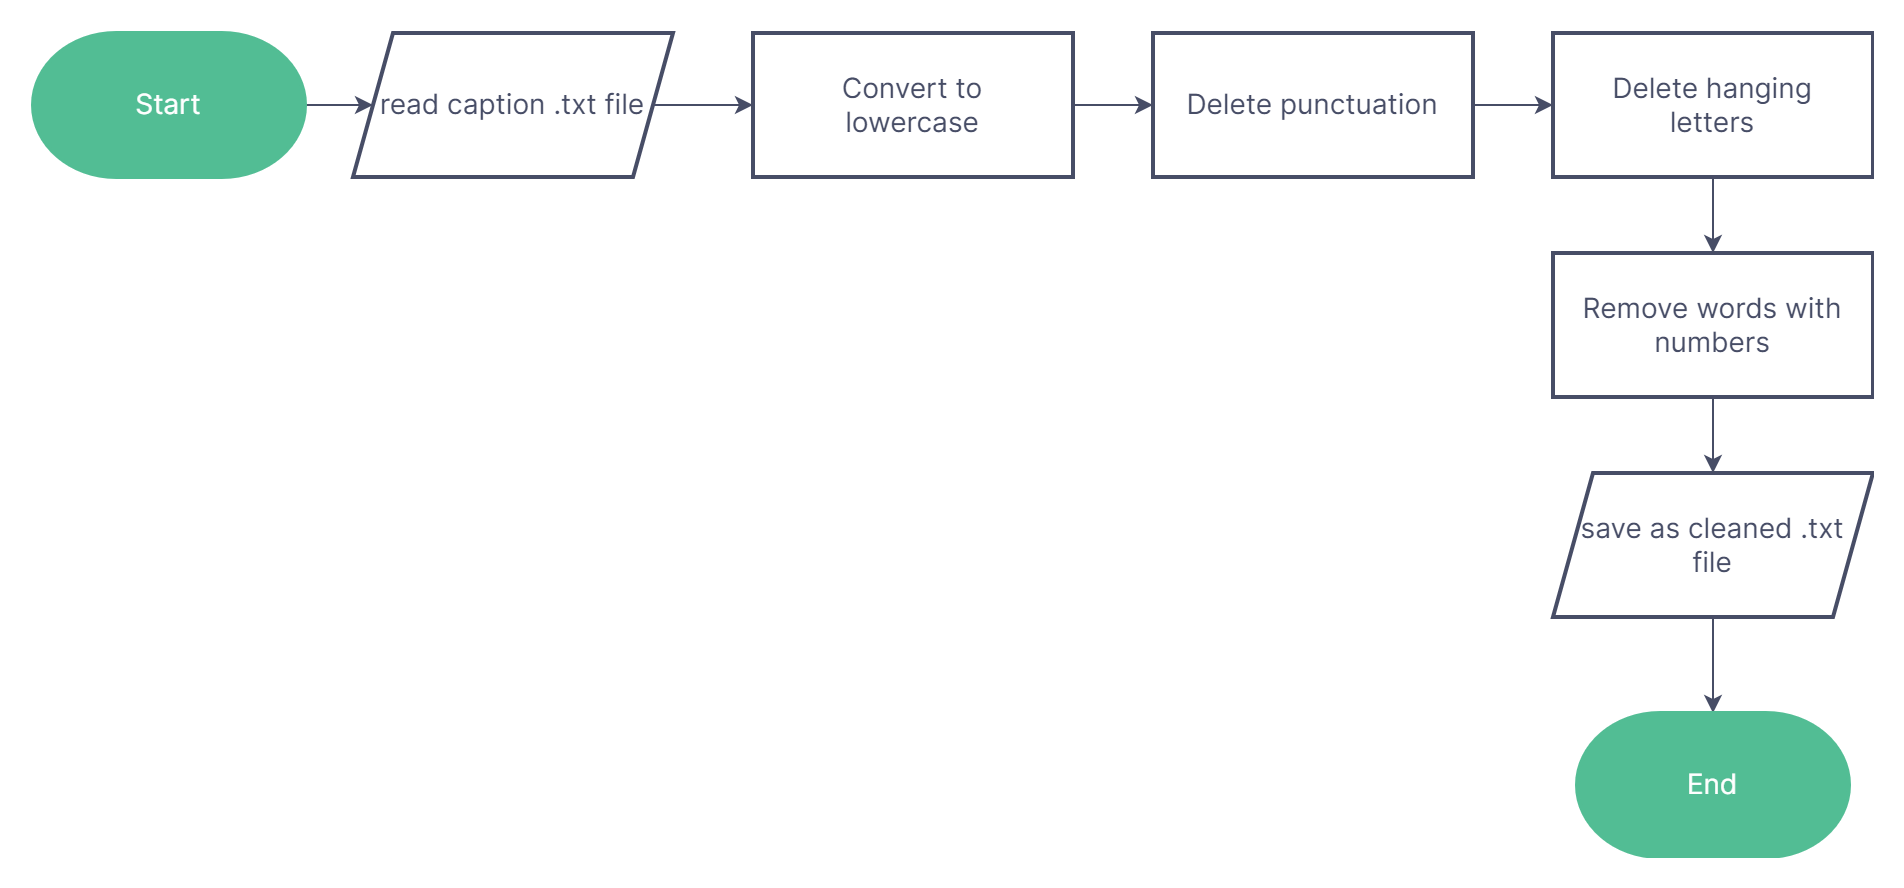 Start
read caption .txt file
Convert to
lowercase
Delete punctuation
Delete hanging
letters
Remove words with
numbers
save as cleaned .txt
file
End